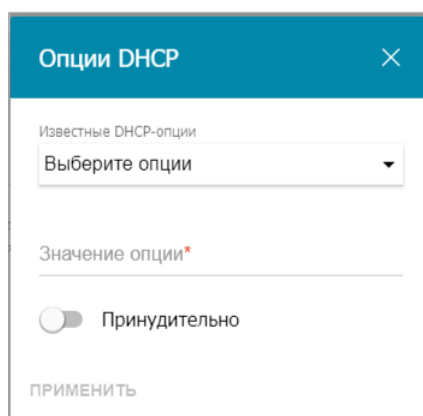 Опции DHCP
Известные DHCP-опции
Выберите опции
Значение опции*
Принудительно
ПРИМЕНИТЬ